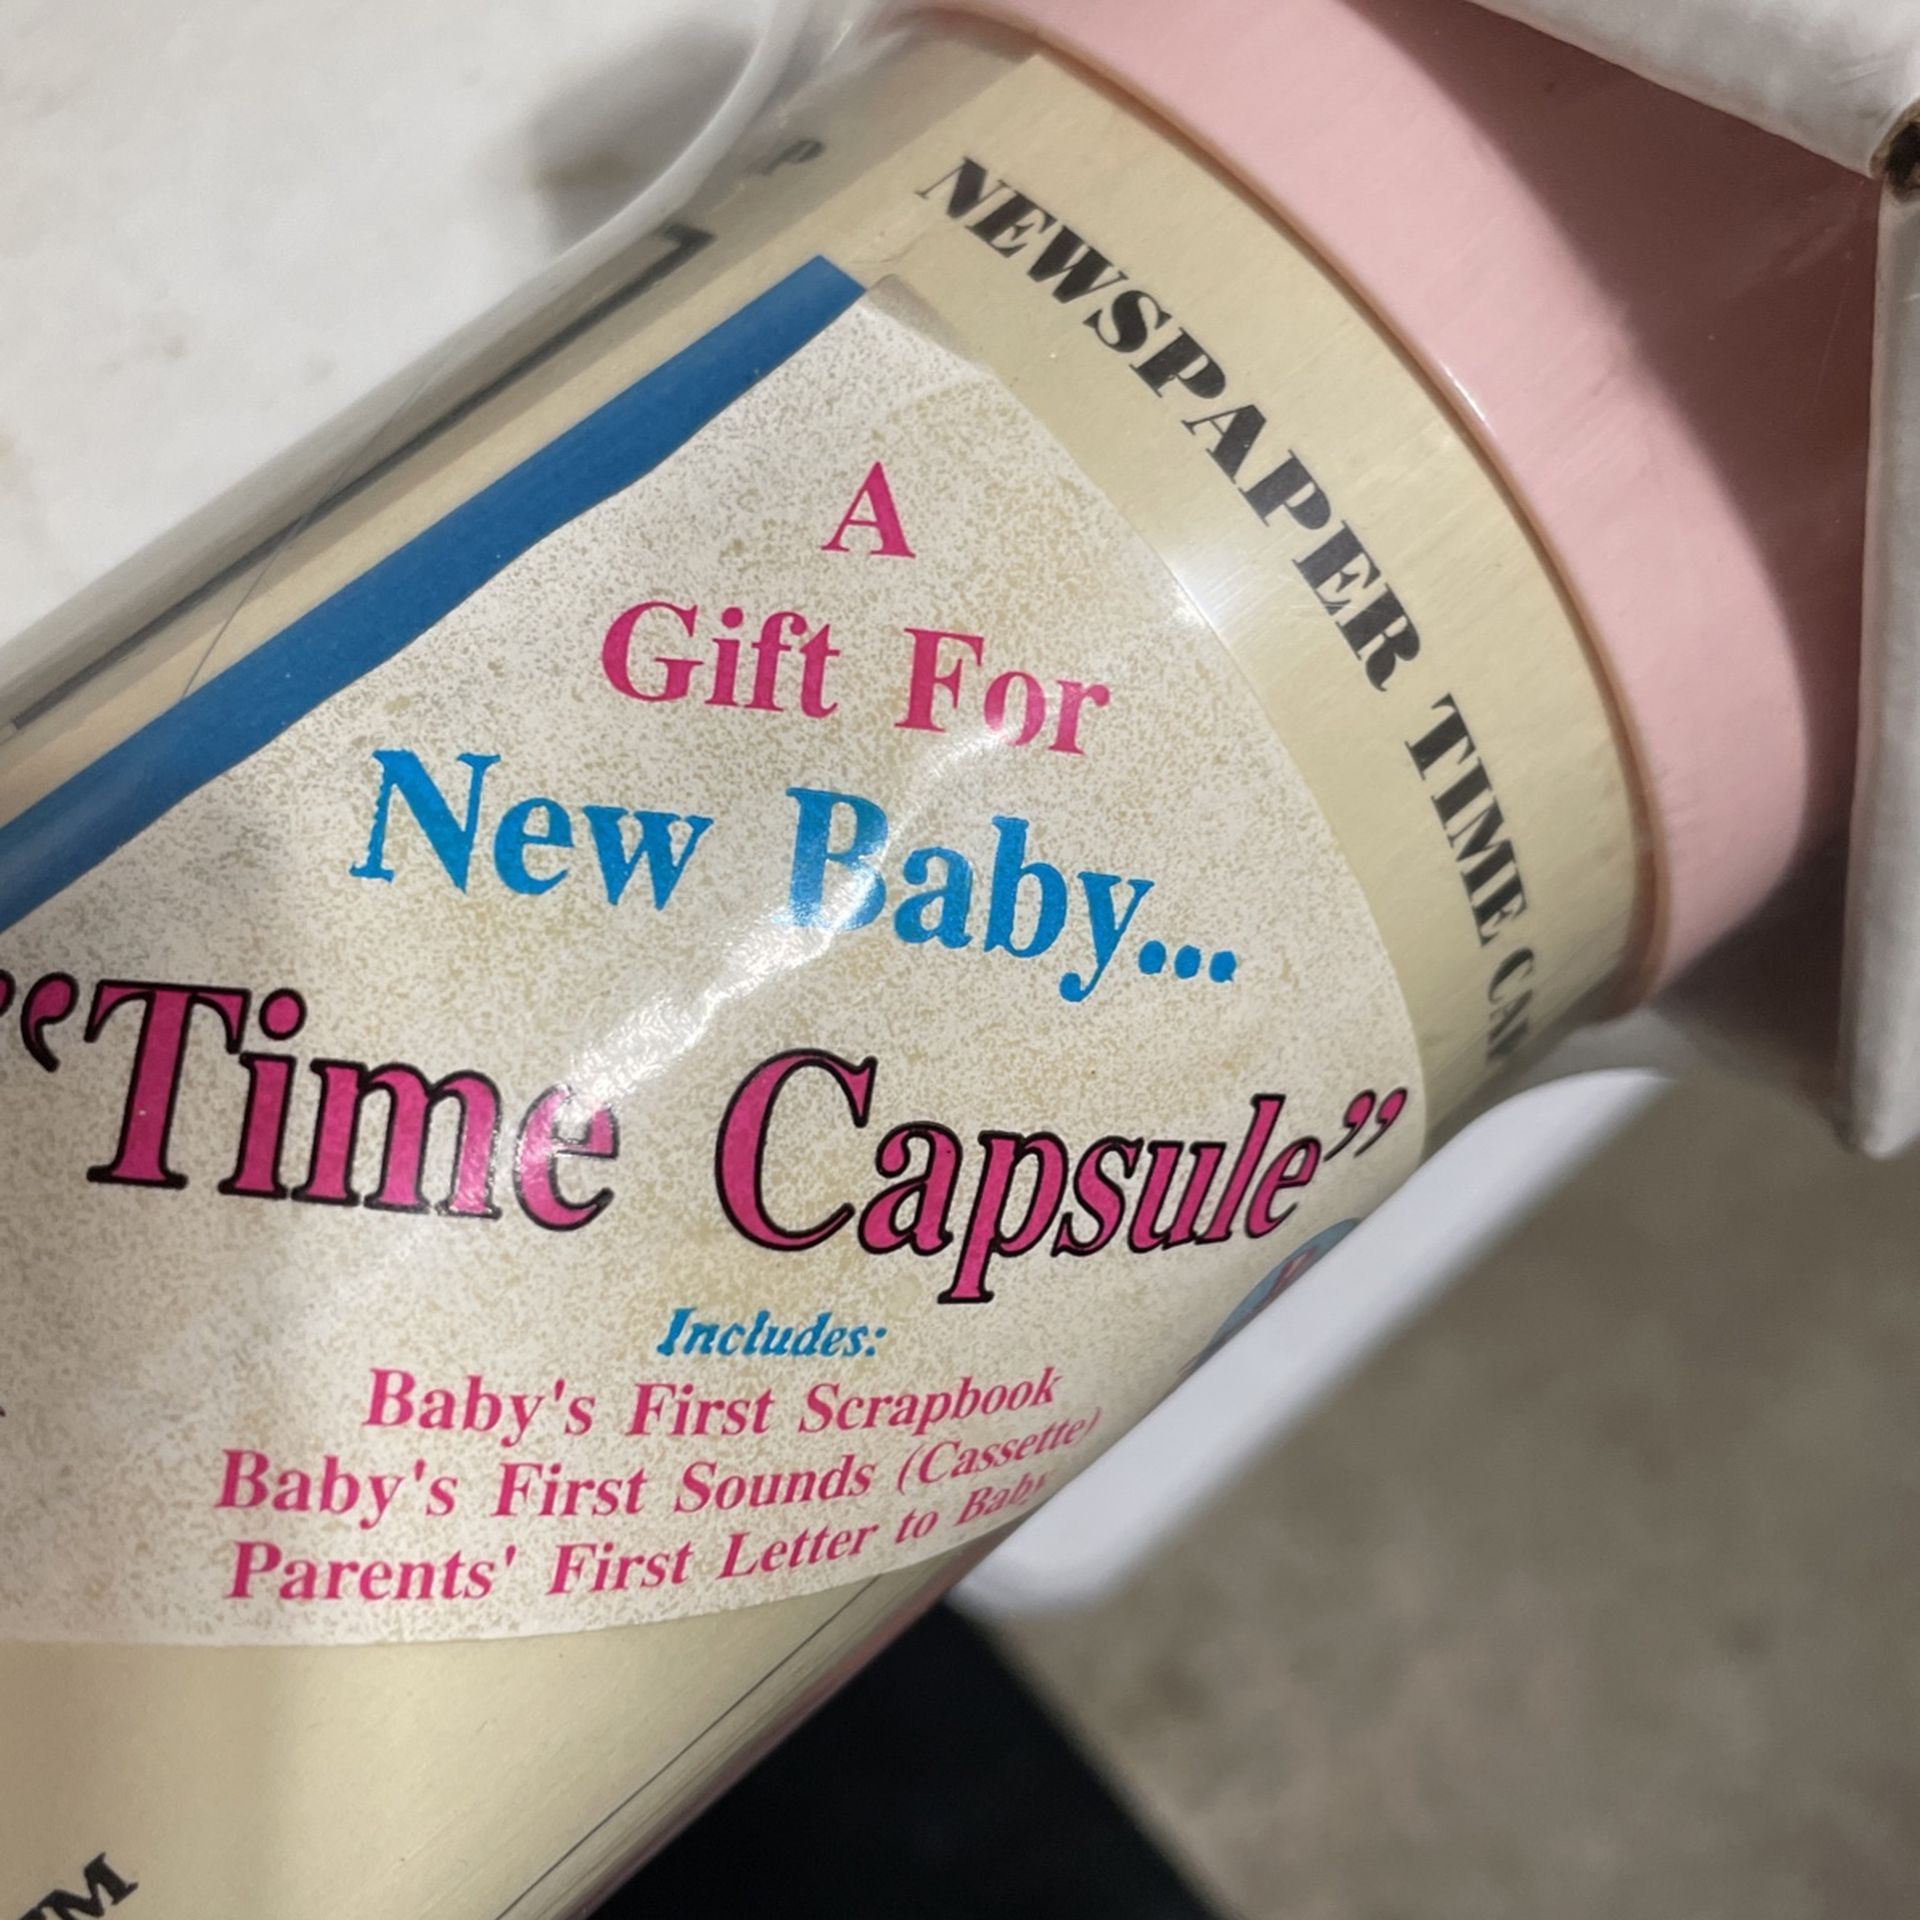 NEWSPAPER TIME
A
Gift For
New Baby...
“Time Capsule”
Includes:
Baby's First Scrapbook
Baby's First Sounds (Cassette)
Parents' First Letter to Baby